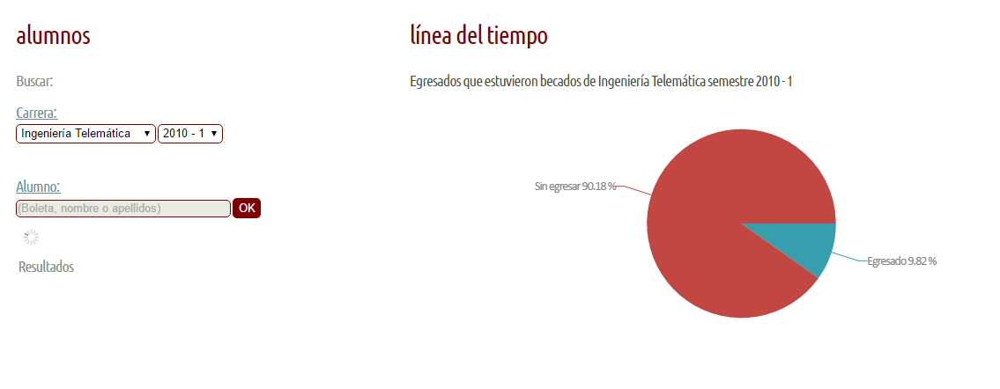 alumnos
Buscar:
Carrera:
Ingeniería Telemática 2010 - 1
Alumno:
(Boleta, nombre o apellidos) OK
Resultados
línea del tiempo
Egresados que estuvieron becados de Ingeniería Telemática semestre 2010 - 1
Sin egresar 90.18 %
Egresado 9.82 %